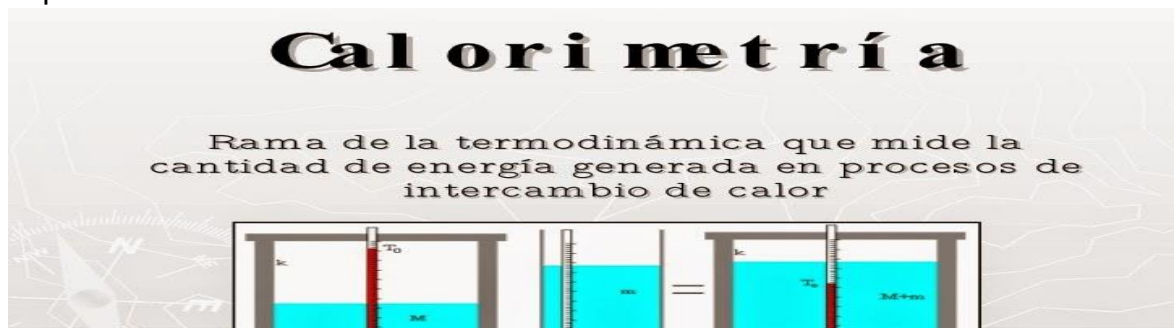 Calorimetría
Rama de la termodinámica que mide la
cantidad de energía generada en procesos de
intercambio de calor
k
T₀
M
m
=
k
Tₑ
M+m
N